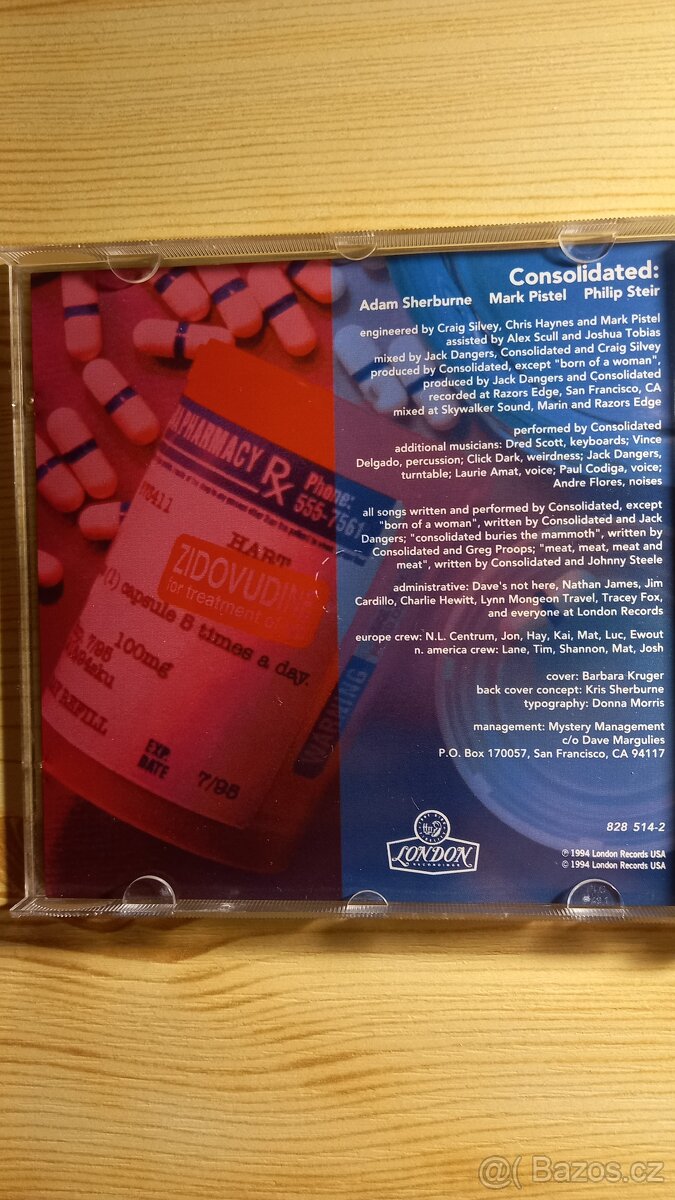 Consolidated:
Adam Sherburne Mark Pistel Philip Steir
engineered by Craig Silvey, Chris Haynes and Mark Pistel
assisted by Alex Scull and Joshua Tobias
mixed by Jack Dangers, Consolidated and Craig Silvey
produced by Consolidated, except "born of a woman",
produced by Jack Dangers and Consolidated
recorded at Razors Edge, San Francisco, CA
mixed at Skywalker Sound, Marin and Razors Edge
performed by Consolidated
additional musicians: Dred Scott, keyboards; Vince
Delgado, percussion; Click Dark, weirdness; Jack Dangers,
turntable; Laurie Amat, voice; Paul Codiga, voice;
Andre Flores, noises
all songs written and performed by Consolidated, except
"born of a woman", written by Consolidated and Jack
Dangers; "consolidated buries the mammoth", written by
Consolidated and Greg Proops; "meat, meat, meat and
meat", written by Consolidated and Johnny Steele
administrative: Dave's not here, Nathan James, Jim
Cardillo, Charlie Hewitt, Lynn Mongeon Travel, Tracey Fox,
and everyone at London Records
europe crew: N.L. Centrum, Jon, Hay, Kai, Mat, Luc, Ewout
n. america crew: Lane, Tim, Shannon, Mat, Josh
cover: Barbara Kruger
back cover concept: Kris Sherburne
typography: Donna Morris
management: Mystery Management
c/o Dave Margulies
P.O. Box 170057, San Francisco, CA 94117
828 514-2
LONDON
RECORDINGS
℗ 1994 London Records USA
© 1994 London Records USA
PHARMACY Rx Phone:
555-7561
HART
ZIDOVUDINE
for treatment
capsule 5 times a day.
100mg
7/95
REFILL
EXP
DATE 7/95
WARNING
@ Bazoš.cz